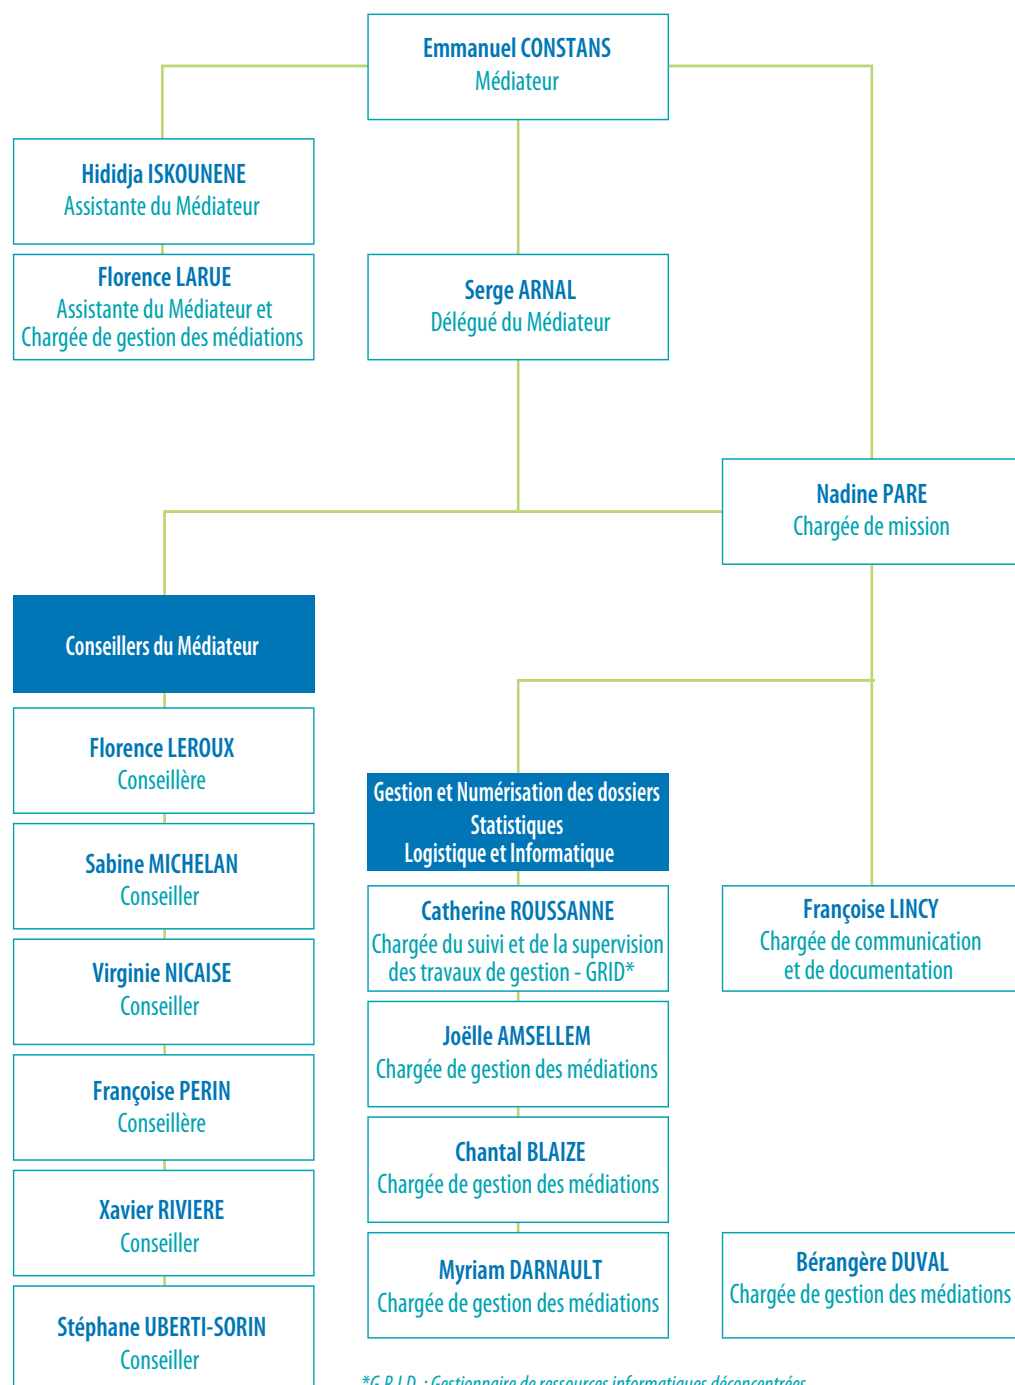 Emmanuel CONSTANS
Médiateur
Hididja ISKOUNENE
Assistante du Médiateur
Florence LARUE
Assistante du Médiateur et
Chargée de gestion des médiations
Serge ARNAL
Délégué du Médiateur
Nadine PARE
Chargée de mission
Conseillers du Médiateur
Florence LEROUX
Conseillère
Sabine MICHELAN
Conseiller
Virginie NICAISE
Conseiller
Françoise PERIN
Conseillère
Xavier RIVIERE
Conseiller
Stéphane UBERTI-SORIN
Conseiller
Gestion et Numérisation des dossiers
Statistiques
Logistique et Informatique
Catherine ROUSSANNE
Chargée du suivi et de la supervision
des travaux de gestion - GRID*
Joëlle AMSELLEM
Chargée de gestion des médiations
Chantal BLAIZE
Chargée de gestion des médiations
Myriam DARNAULT
Chargée de gestion des médiations
Françoise LINCY
Chargée de communication
et de documentation
Bérangère DUVAL
Chargée de gestion des médiations
*G.R.I.D. : Gestionnaire de ressources informatiques déconcentrées